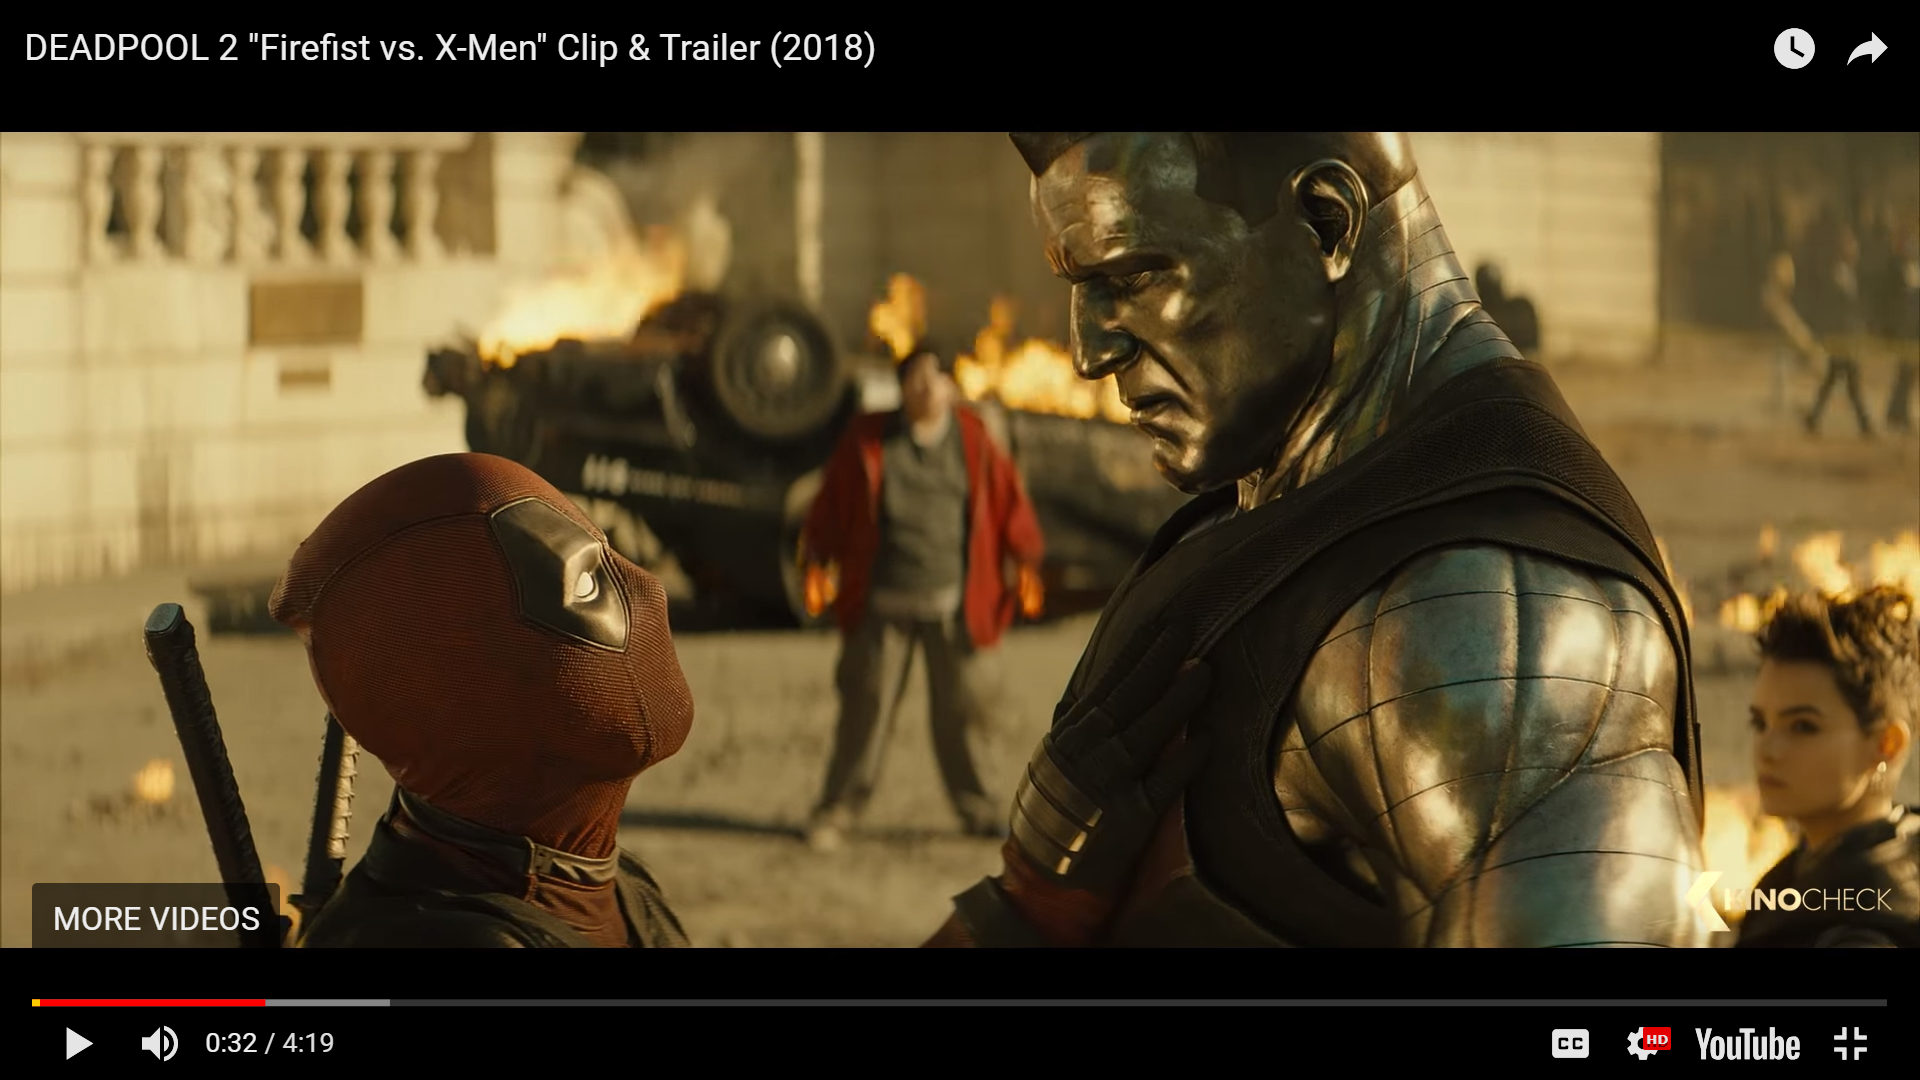 DEADPOOL 2 "Firefist vs. X-Men" Clip & Trailer (2018)
MORE VIDEOS
KINOCHECK
0:32 / 4:19
CC
HD
YouTube